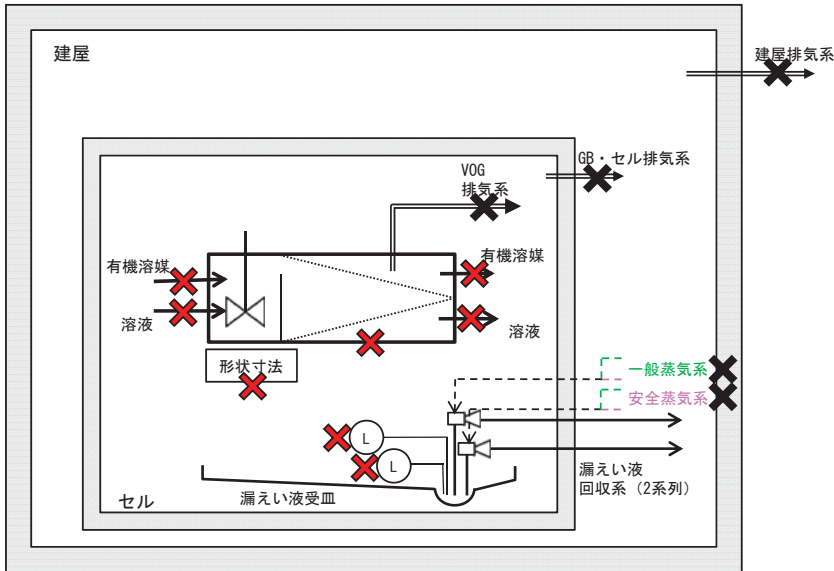 建屋
建屋排気系
GB・セル排気系
VOG
排気系
有機溶媒
有機溶媒
溶液
溶液
形状寸法
一般蒸気系
安全蒸気系
L
L
漏えい液
回収系（2系列）
漏えい液受皿
セル